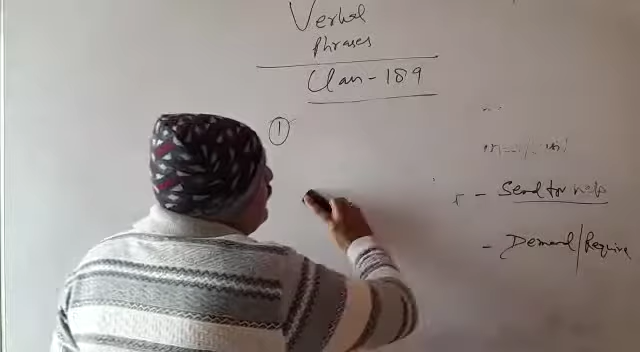 Verbal
Phrases
Class - 189
①
- Send for help
- Demand/Require